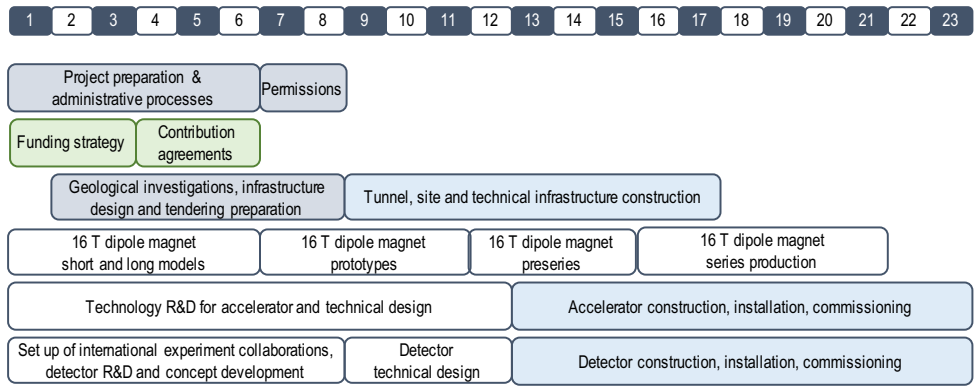 1 2 3 4 5 6 7 8 9 10 11 12 13 14 15 16 17 18 19 20 21 22 23
Project preparation &
administrative processes
Permissions
Funding strategy
Contribution
agreements
Geological investigations, infrastructure
design and tendering preparation
Tunnel, site and technical infrastructure construction
16 T dipole magnet
short and long models
16 T dipole magnet
prototypes
16 T dipole magnet
preseries
16 T dipole magnet
series production
Technology R&D for accelerator and technical design
Accelerator construction, installation, commissioning
Set up of international experiment collaborations,
detector R&D and concept development
Detector
technical design
Detector construction, installation, commissioning